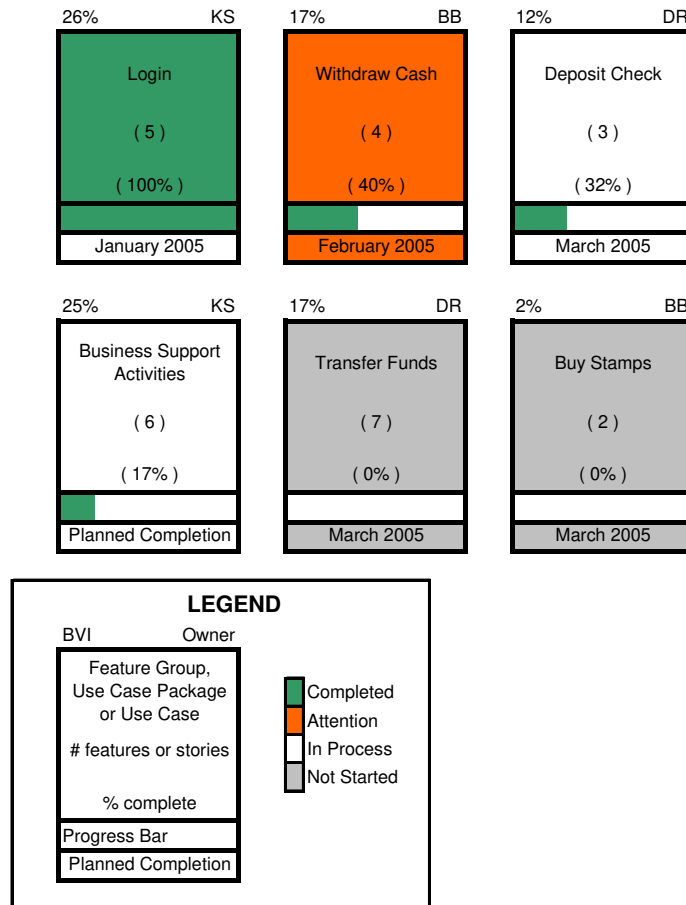 26% KS
Login
( 5 )
( 100% )
January 2005
17% BB
Withdraw Cash
( 4 )
( 40% )
February 2005
12% DR
Deposit Check
( 3 )
( 32% )
March 2005
25% KS
Business Support
Activities
( 6 )
( 17% )
Planned Completion
17% DR
Transfer Funds
( 7 )
( 0% )
March 2005
2% BB
Buy Stamps
( 2 )
( 0% )
March 2005
LEGEND
BVI Owner
Feature Group,
Use Case Package
or Use Case
# features or stories
% complete
Progress Bar
Planned Completion
Completed
Attention
In Process
Not Started